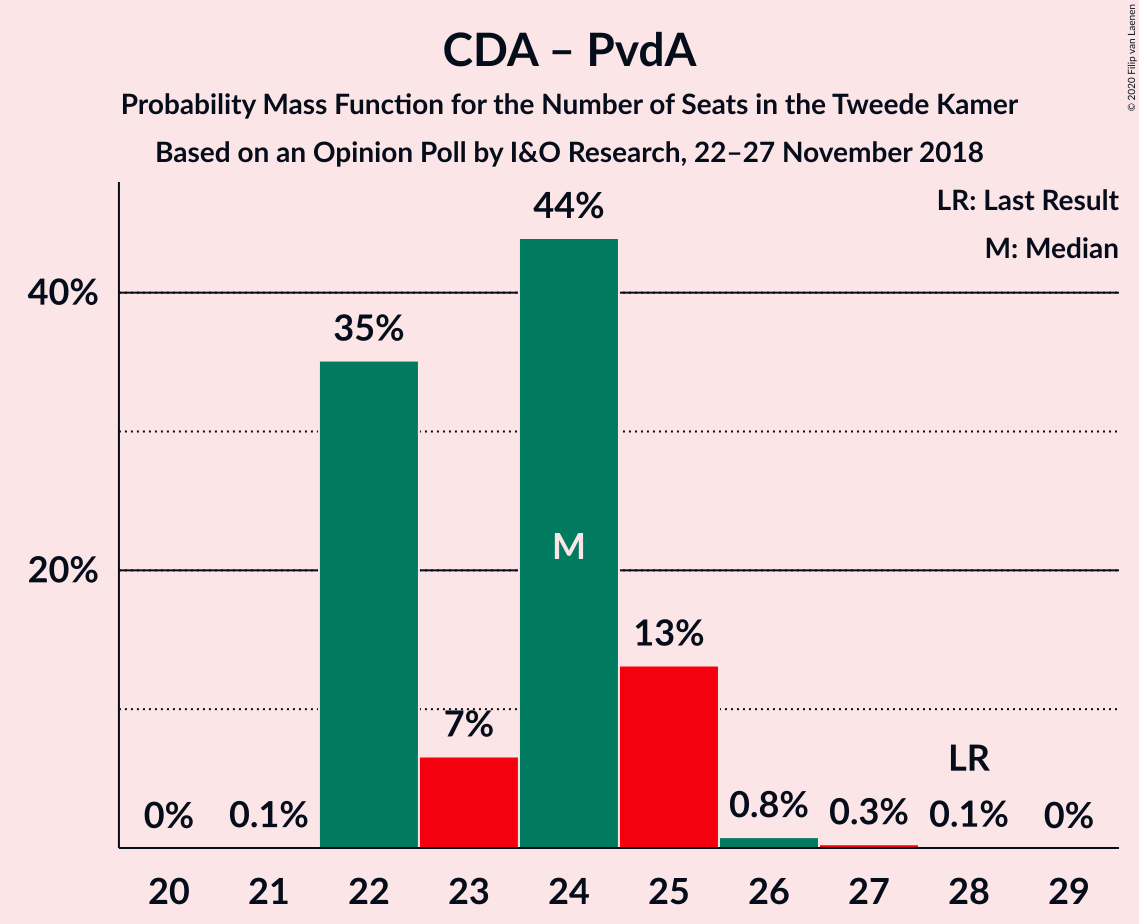 CDA – PvdA
Probability Mass Function for the Number of Seats in the Tweede Kamer
Based on an Opinion Poll by I&O Research, 22–27 November 2018
© 2020 Filip van Laenen
LR: Last Result
M: Median
40%
20%
0%
0.1%
35%
7%
44%
M
13%
0.8%
0.3%
LR
0.1%
0%
20 21 22 23 24 25 26 27 28 29